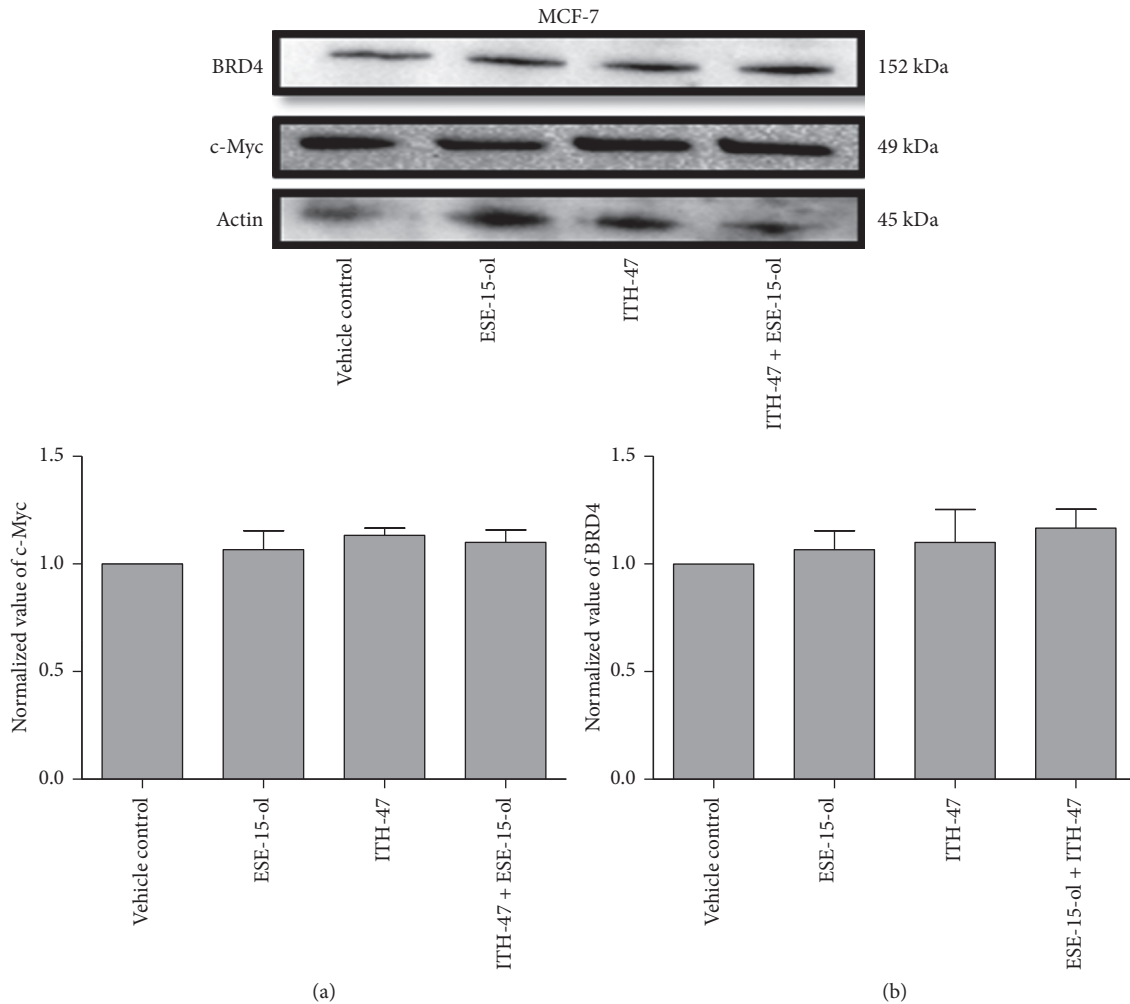 MCF-7
BRD4
152 kDa
c-Myc
49 kDa
Actin
45 kDa
Vehicle control
ESE-15-ol
ITH-47
ITH-47 + ESE-15-ol
Normalized value of c-Myc
1.5
1.0
0.5
0.0
Vehicle control
ESE-15-ol
ITH-47
ITH-47 + ESE-15-ol
(a)
Normalized value of BRD4
1.5
1.0
0.5
0.0
Vehicle control
ESE-15-ol
ITH-47
ESE-15-ol + ITH-47
(b)